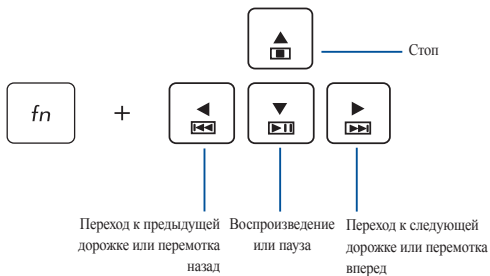 Стоп
fn +
Переход к предыдущей
дорожке или перемотка
назад
Воспроизведение
или пауза
Переход к следующей
дорожке или перемотка
вперед